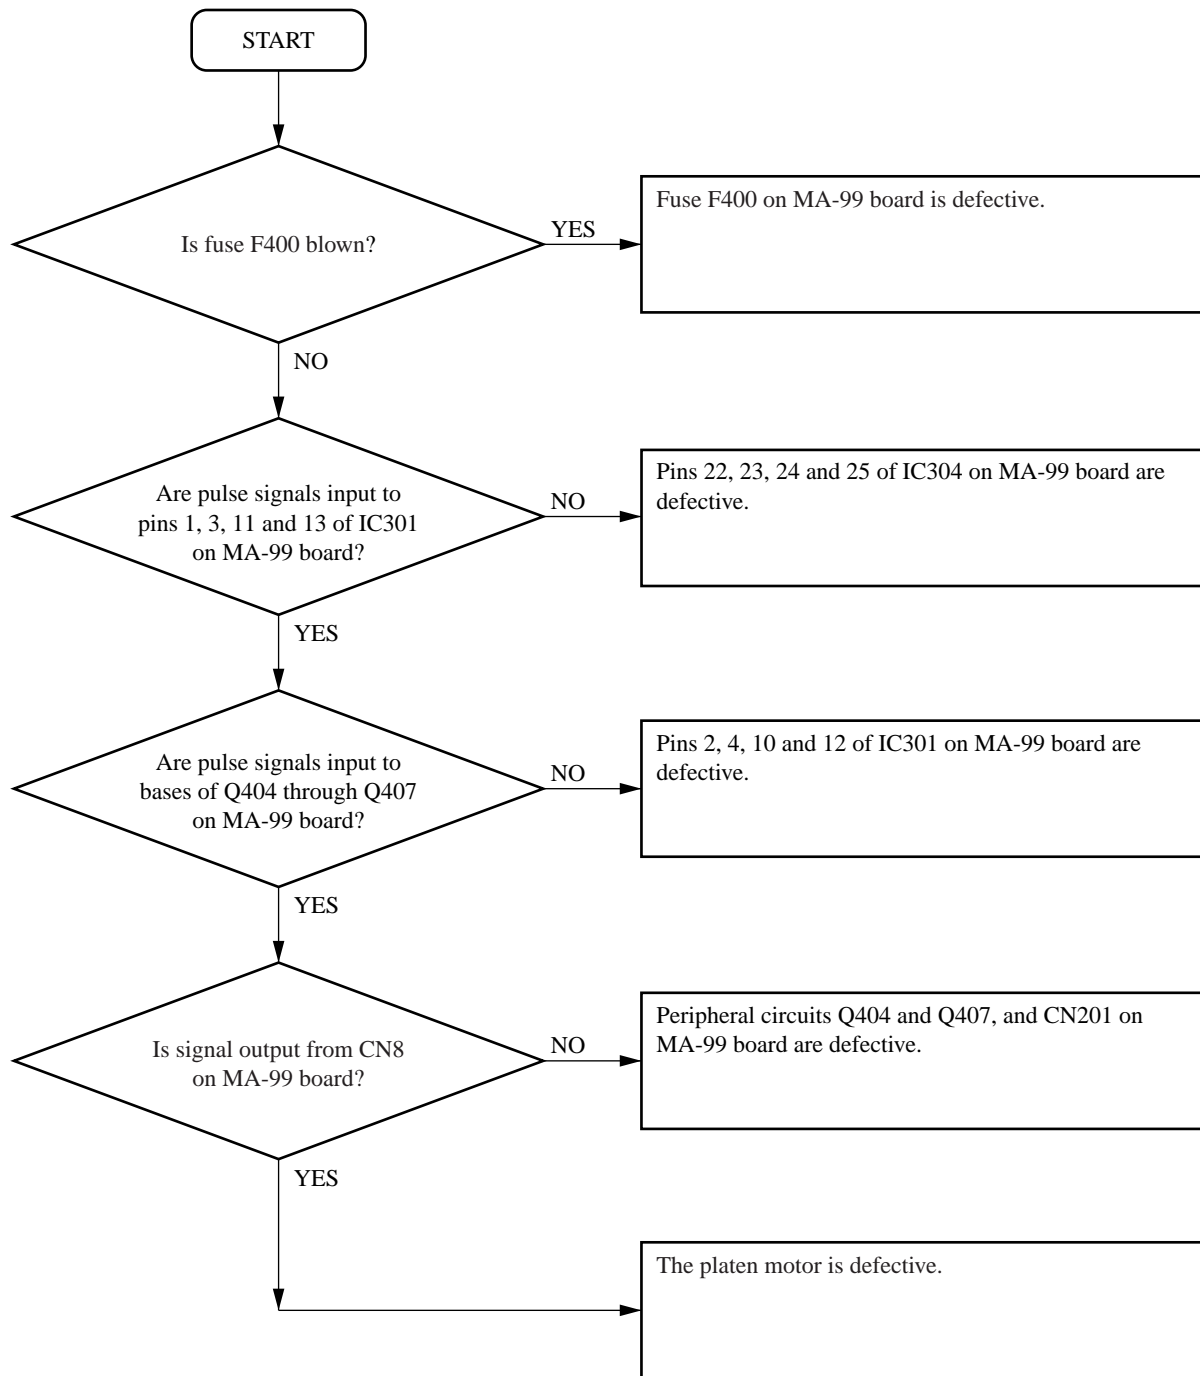 START
Is fuse F400 blown?
YES
Fuse F400 on MA-99 board is defective.
NO
Are pulse signals input to
pins 1, 3, 11 and 13 of IC301
on MA-99 board?
NO
Pins 22, 23, 24 and 25 of IC304 on MA-99 board are
defective.
YES
Are pulse signals input to
bases of Q404 through Q407
on MA-99 board?
NO
Pins 2, 4, 10 and 12 of IC301 on MA-99 board are
defective.
YES
Is signal output from CN8
on MA-99 board?
NO
Peripheral circuits Q404 and Q407, and CN201 on
MA-99 board are defective.
YES
The platen motor is defective.